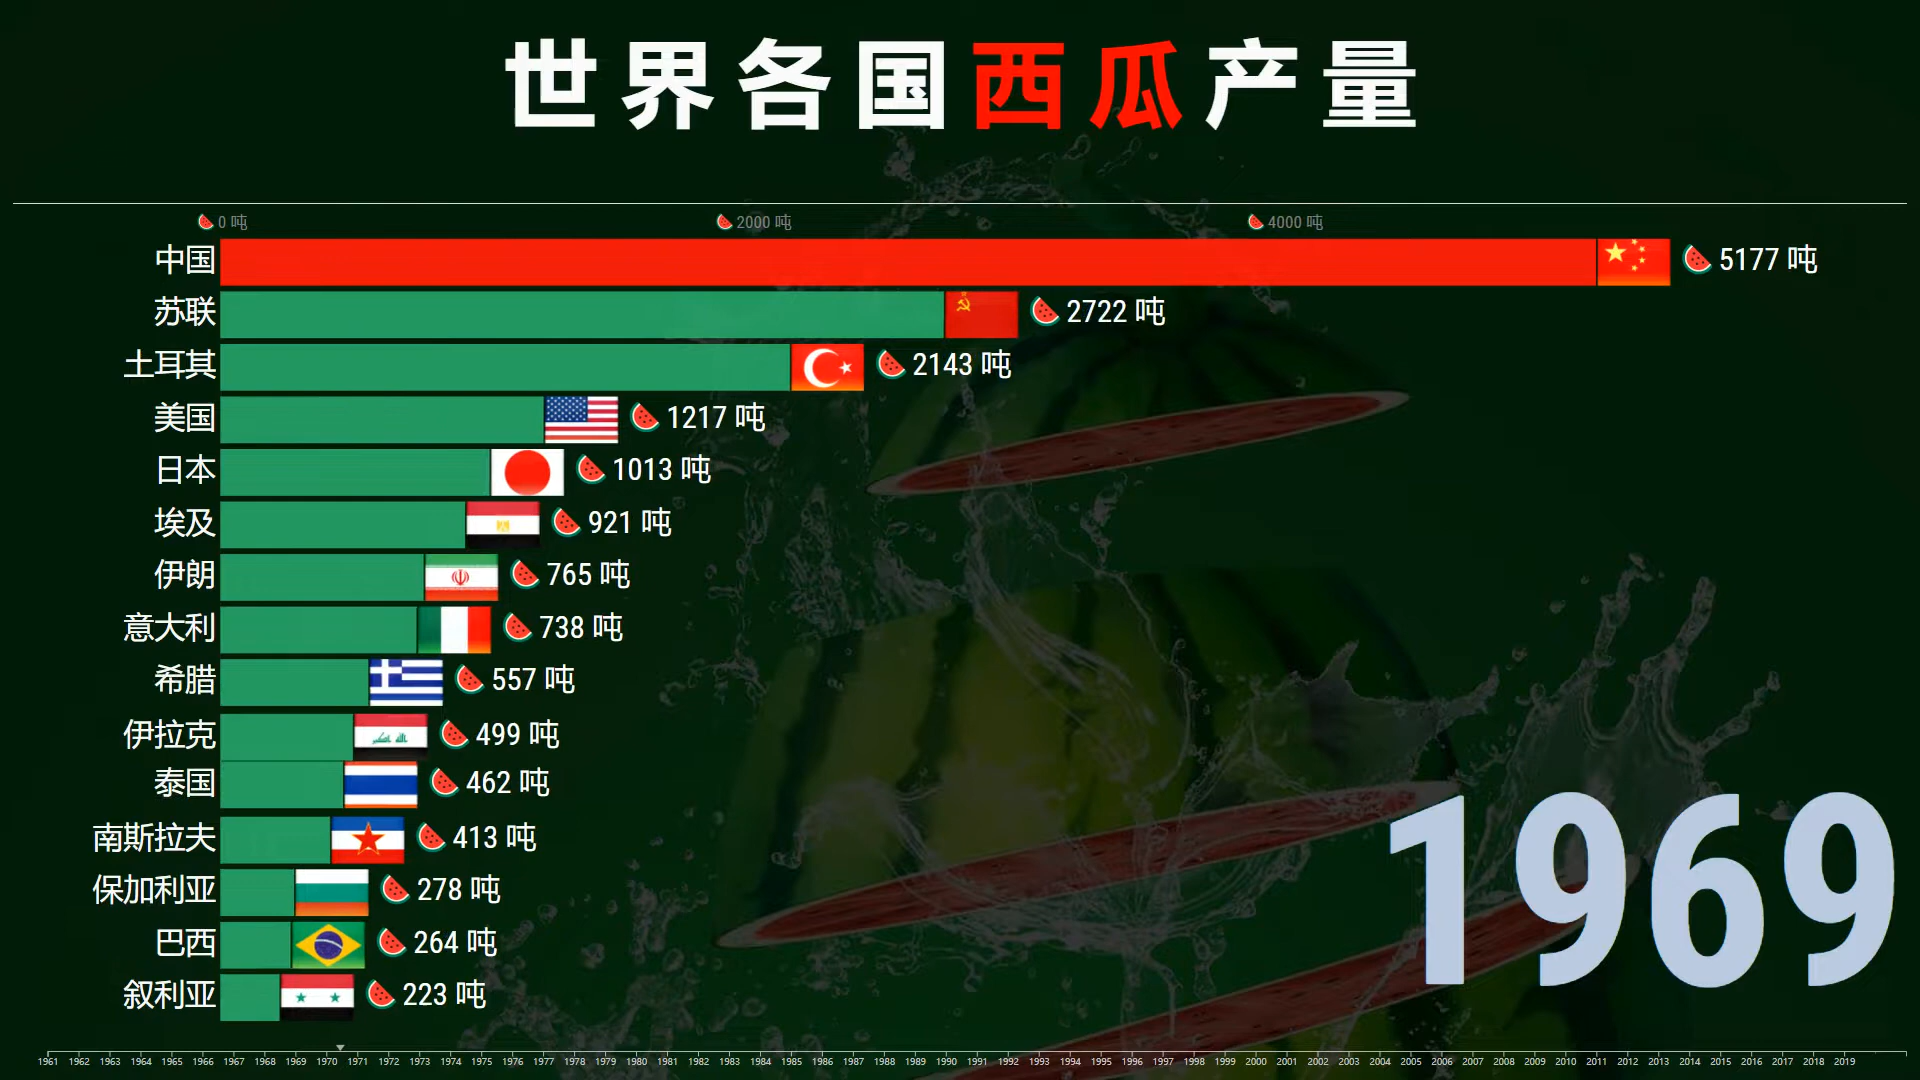 世界各国西瓜产量
0 吨 2000 吨 4000 吨
中国 5177 吨
苏联 2722 吨
土耳其 2143 吨
美国 1217 吨
日本 1013 吨
埃及 921 吨
伊朗 765 吨
意大利 738 吨
希腊 557 吨
伊拉克 499 吨
泰国 462 吨
南斯拉夫 413 吨
保加利亚 278 吨
巴西 264 吨
叙利亚 223 吨
1969
1961 1962 1963 1964 1965 1966 1967 1968 1969 1970 1971 1972 1973 1974 1975 1976 1977 1978 1979 1980 1981 1982 1983 1984 1985 1986 1987 1988 1989 1990 1991 1992 1993 1994 1995 1996 1997 1998 1999 2000 2001 2002 2003 2004 2005 2006 2007 2008 2009 2010 2011 2012 2013 2014 2015 2016 2017 2018 2019